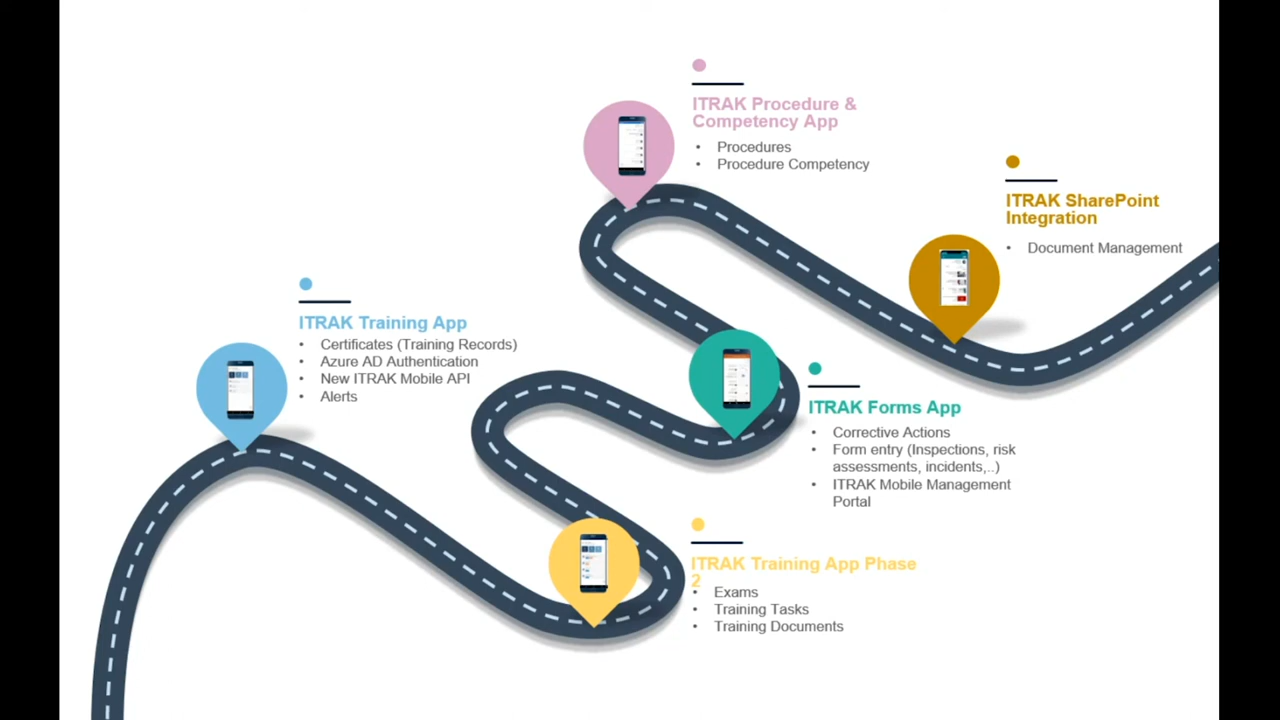 ITRAK Procedure &
Competency App
• Procedures
• Procedure Competency
ITRAK SharePoint
Integration
• Document Management
ITRAK Training App
• Certificates (Training Records)
• Azure AD Authentication
• New ITRAK Mobile API
• Alerts
ITRAK Forms App
• Corrective Actions
• Form entry (Inspections, risk
assessments, incidents,..)
• ITRAK Mobile Management
Portal
ITRAK Training App Phase
2
• Exams
• Training Tasks
• Training Documents